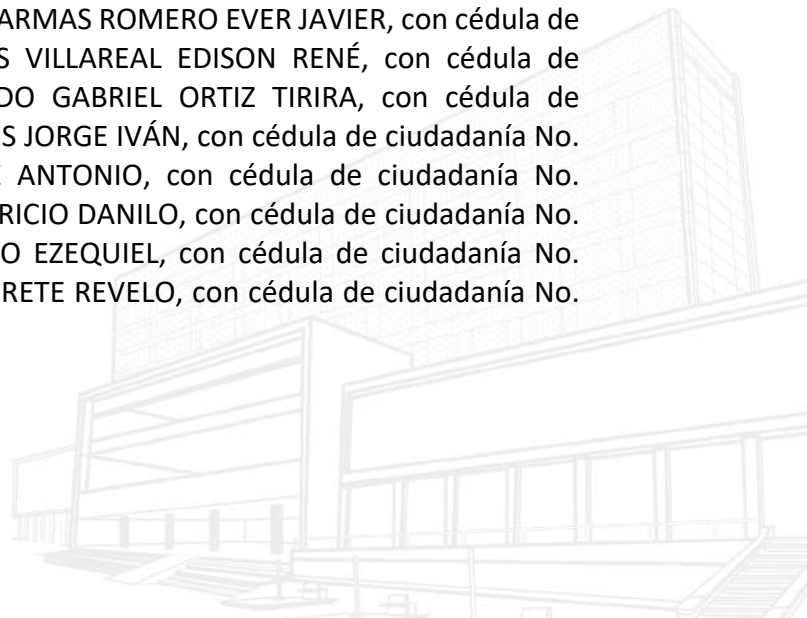 ARMAS ROMERO EVER JAVIER, con cédula de
S VILLAREAL EDISON RENÉ, con cédula de
DO GABRIEL ORTIZ TIRIRA, con cédula de
S JORGE IVÁN, con cédula de ciudadanía No.
ANTONIO, con cédula de ciudadanía No.
RICIO DANILO, con cédula de ciudadanía No.
O EZEQUIEL, con cédula de ciudadanía No.
RETE REVELO, con cédula de ciudadanía No.